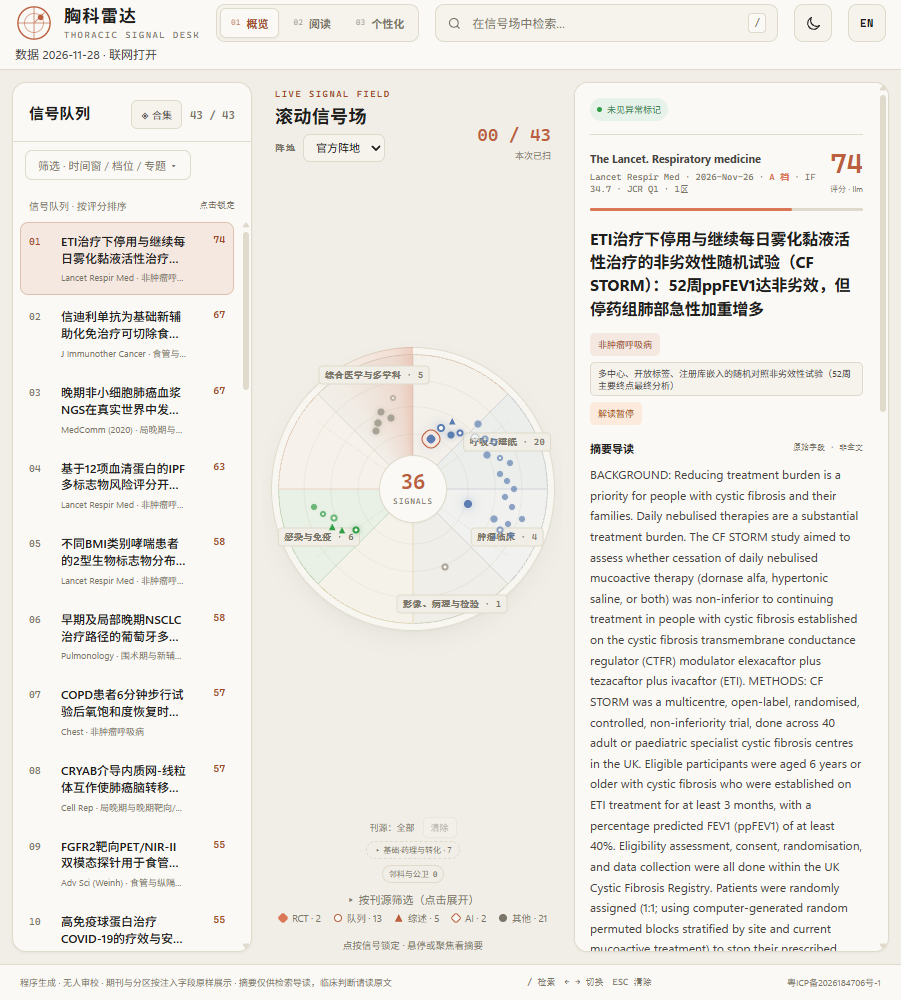 胸科雷达
THORACIC SIGNAL DESK
01 概览
02 阅读
03 个性化
在信号场中检索…
/
EN
数据 2026-11-28 · 联网打开
信号队列
◈ 合集
43 / 43
筛选 · 时间窗 / 档位 / 专题
信号队列 · 按评分排序
点击锁定
01
ETI治疗下停用与继续每
日雾化黏液活性治疗…
74
Lancet Respir Med · 非肿瘤呼…
02
信迪利单抗为基础新辅
助化免治疗可切除食…
67
J Immunother Cancer · 食管与…
03
晚期非小细胞肺癌血浆
NGS在真实世界中发…
67
MedComm (2020) · 局晚期与…
04
基于12项血清蛋白的IPF
多标志物风险评分开…
63
Lancet Respir Med · 非肿瘤呼…
05
不同BMI类别哮喘患者
的2型生物标志物分布…
58
Lancet Respir Med · 非肿瘤呼…
06
早期及局部晚期NSCLC
治疗路径的葡萄牙多…
58
Pulmonology · 围术期与新辅…
07
COPD患者6分钟步行试
验后氧饱和度恢复时…
57
Chest · 非肿瘤呼吸病
08
CRYAB介导内质网-线粒
体互作使肺癌脑转移…
57
Cell Rep · 局晚期与晚期靶向/…
09
FGFR2靶向PET/NIR-II
双模态探针用于食管…
55
Adv Sci (Weinh) · 食管与纵隔…
10
高免疫球蛋白治疗
COVID-19的疗效与安…
55
LIVE SIGNAL FIELD
滚动信号场
阵地
官方阵地
00 / 43
本次已扫
综合医学与多学科 · 5
呼吸与睡眠 · 20
36
SIGNALS
感染与免疫 · 6
肿瘤临床 · 4
影像、病理与检验 · 1
刊源: 全部
清除
基础·药理与转化 · 7
邻科与公卫 0
▸ 按刊源筛选（点击展开）
RCT · 2
队列 · 13
综述 · 5
AI · 2
其他 · 21
点按信号锁定 · 悬停或聚焦看摘要
未见异常标记
The Lancet. Respiratory medicine
Lancet Respir Med · 2026-Nov-26 · A 档 · IF
34.7 · JCR Q1 · 1区
74
评分 · llm
ETI治疗下停用与继续每日雾化黏液活
性治疗的非劣效性随机试验（CF
STORM）：52周ppFEV1达非劣效，但
停药组肺部急性加重增多
非肿瘤呼吸病
多中心、开放标签、注册库嵌入的随机对照非劣效性试验（52周
主要终点最终分析）
解读暂停
摘要导读
原始字段 · 非全文
BACKGROUND: Reducing treatment burden is a
priority for people with cystic fibrosis and their
families. Daily nebulised therapies are a substantial
treatment burden. The CF STORM study aimed to
assess whether cessation of daily nebulised
mucoactive therapy (dornase alfa, hypertonic
saline, or both) was non-inferior to continuing
treatment in people with cystic fibrosis established
on the cystic fibrosis transmembrane conductance
regulator (CTFR) modulator elexacaftor plus
tezacaftor plus ivacaftor (ETI). METHODS: CF
STORM was a multicentre, open-label, randomised,
controlled, non-inferiority trial, done across 40
adult or paediatric specialist cystic fibrosis centres
in the UK. Eligible participants were aged 6 years or
older with cystic fibrosis who were established on
ETI treatment for at least 3 months, with a
percentage predicted FEV1 (ppFEV1) of at least
40%. Eligibility assessment, consent, randomisation,
and data collection were all done within the UK
Cystic Fibrosis Registry. Patients were randomly
assigned (1:1; using computer-generated random
permuted blocks stratified by site and current
mucoactive treatment) to stop their prescribed
程序生成 · 无人审校 · 期刊与分区按注入字段原样展示 · 摘要仅供检索导读，临床判断请读原文
/ 检索 ← → 切换 ESC 清除
粤ICP备2026184706号-1